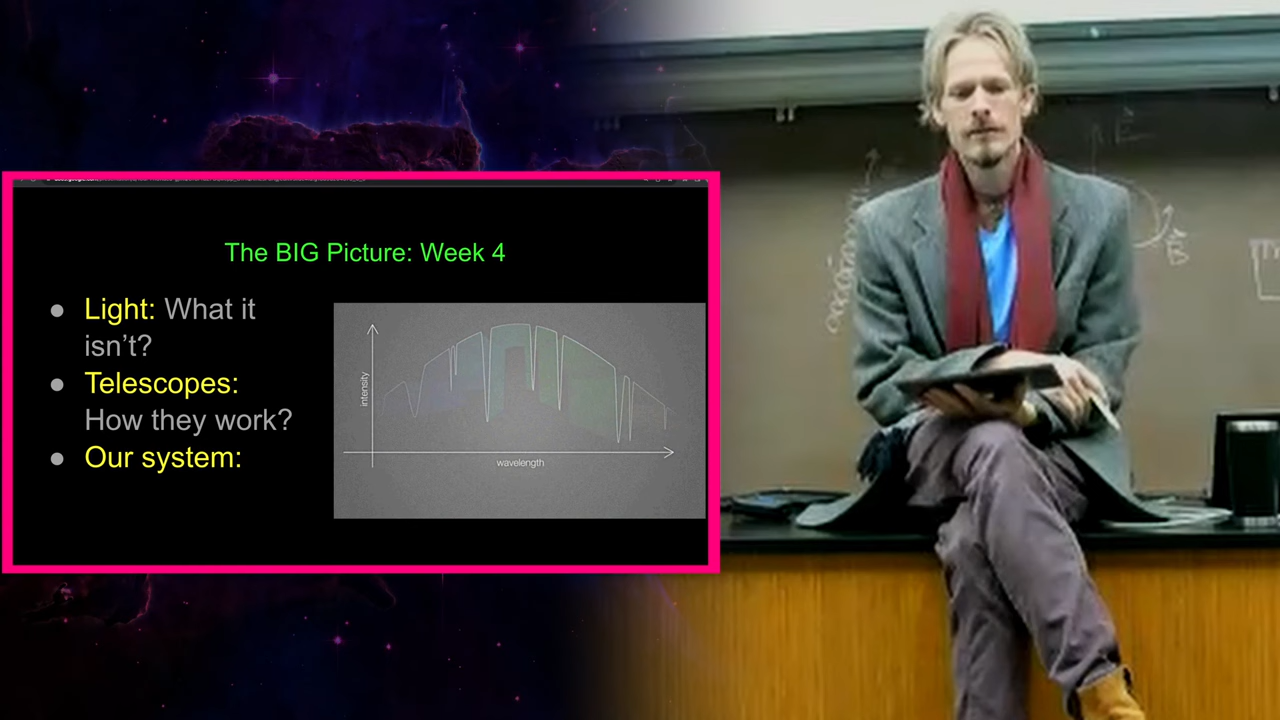 The BIG Picture: Week 4
● Light: What it
isn't?
● Telescopes:
How they work?
● Our system:
intensity
wavelength
E
B